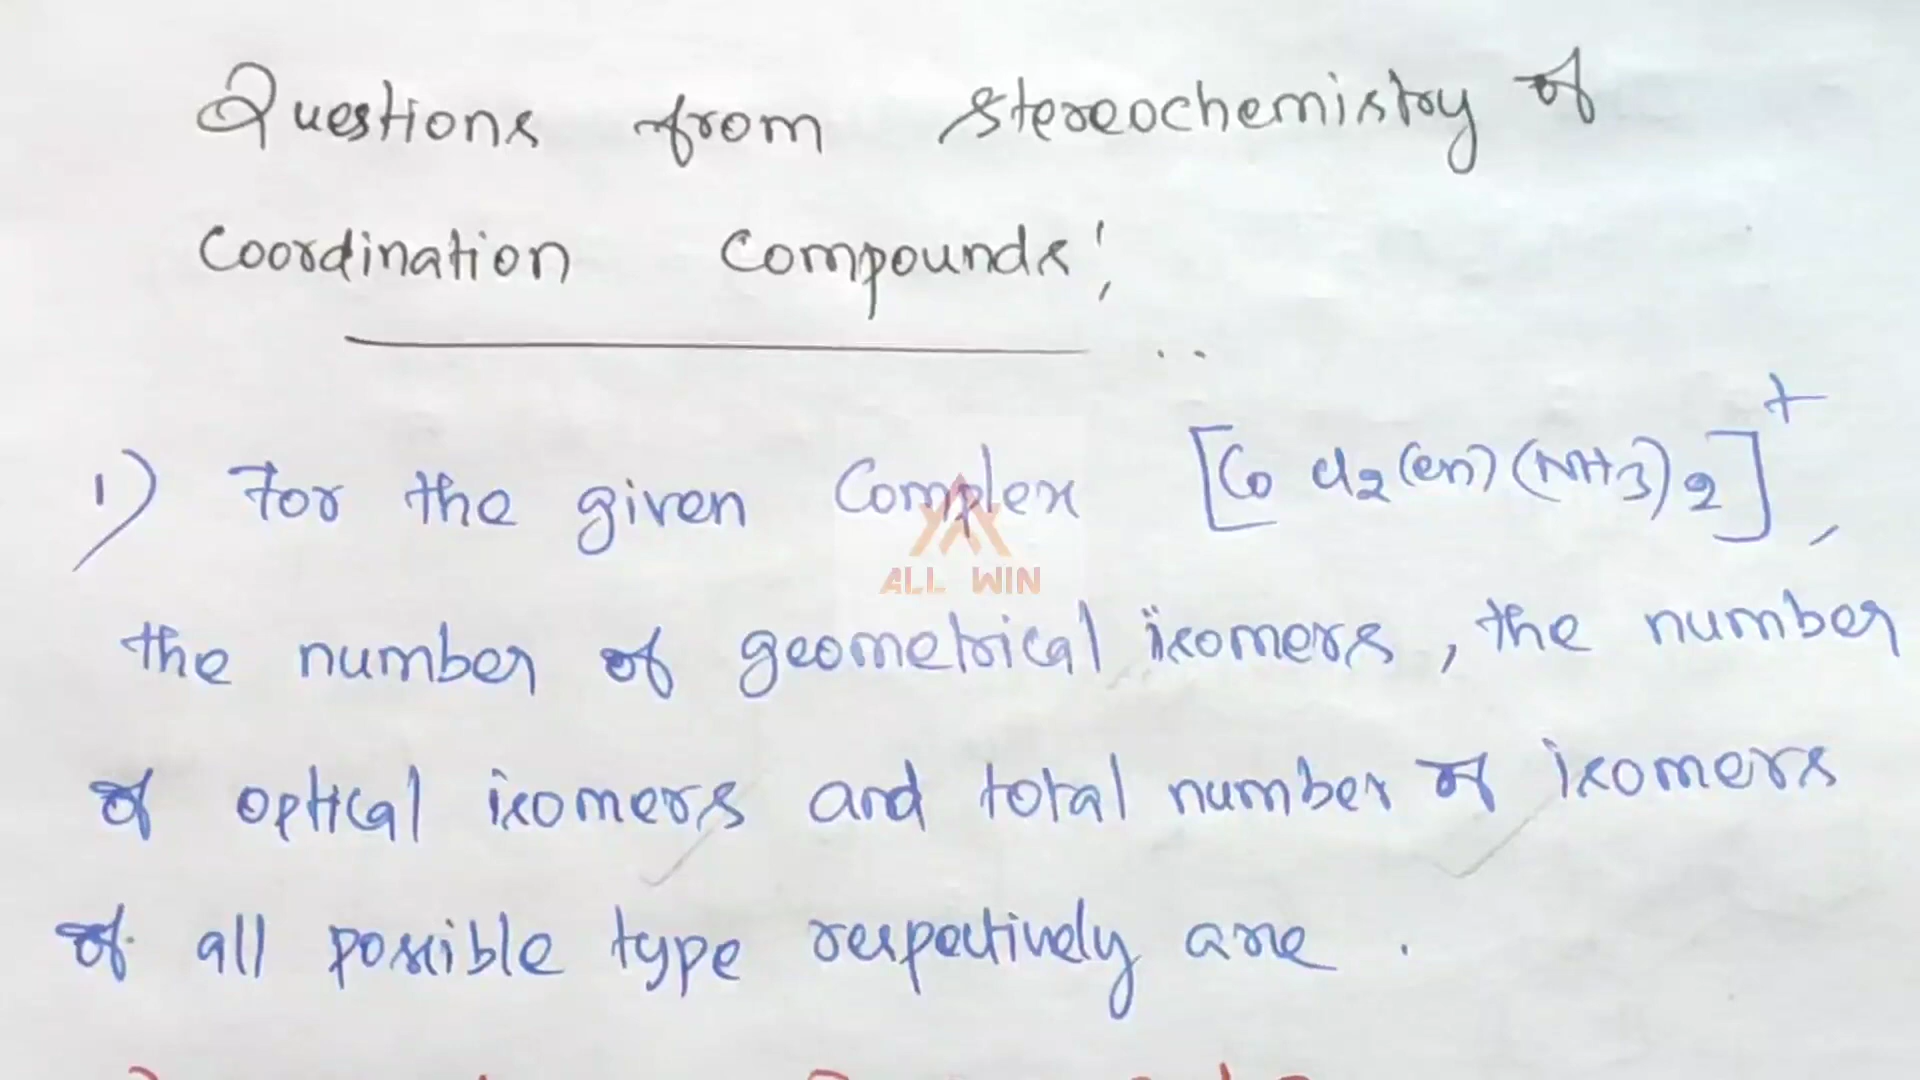 Questions from stereochemistry of
Coordination Compounds:
1) For the given Complex [Co Cl2(en)(NH3)2]+,
ALL WIN
the number of geometrical isomers, the number
of optical isomers and total number of isomers
of all possible type respectively are.